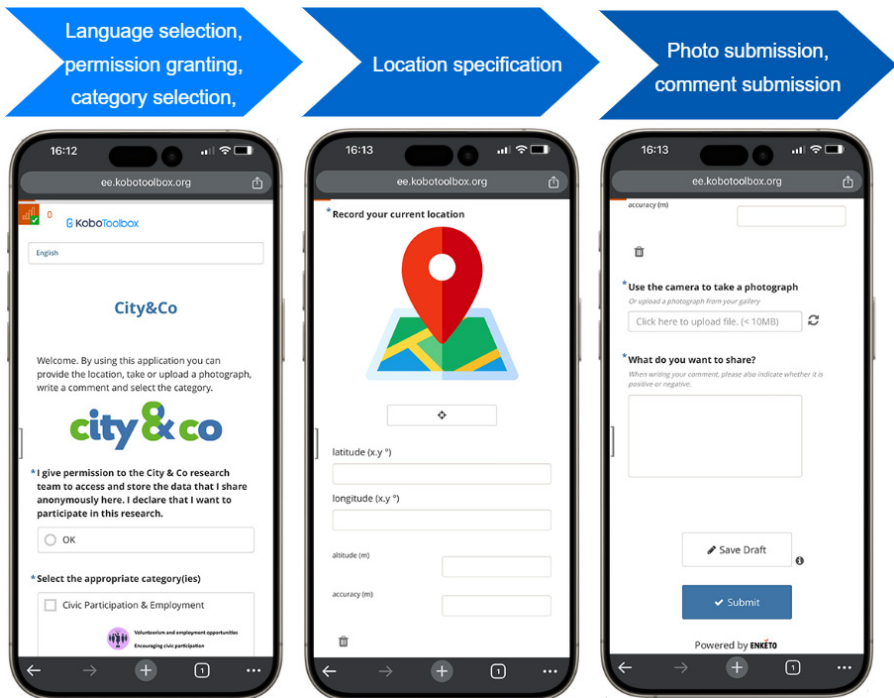 Language selection,
permission granting,
category selection,
Location specification
Photo submission,
comment submission
16:12
ee.kobotoolbox.org
0
KoboToolbox
English
City&Co
Welcome. By using this application you can
provide the location, take or upload a photograph,
write a comment and select the category.
city & co
*I give permission to the City & Co research
team to access and store the data that I share
anonymously here. I declare that I want to
participate in this research.
OK
*Select the appropriate category(ies)
Civic Participation & Employment
Volunteerism and employment opportunities
Encouraging civic participation
1
16:13
ee.kobotoolbox.org
*Record your current location
latitude (x.y °)
longitude (x.y °)
altitude (m)
accuracy (m)
1
16:13
ee.kobotoolbox.org
accuracy (m)
*Use the camera to take a photograph
Or upload a photograph from your gallery
Click here to upload file. (< 10MB)
*What do you want to share?
When writing your comment, please also indicate whether it is
positive or negative.
Save Draft
Submit
Powered by ENKETO
1